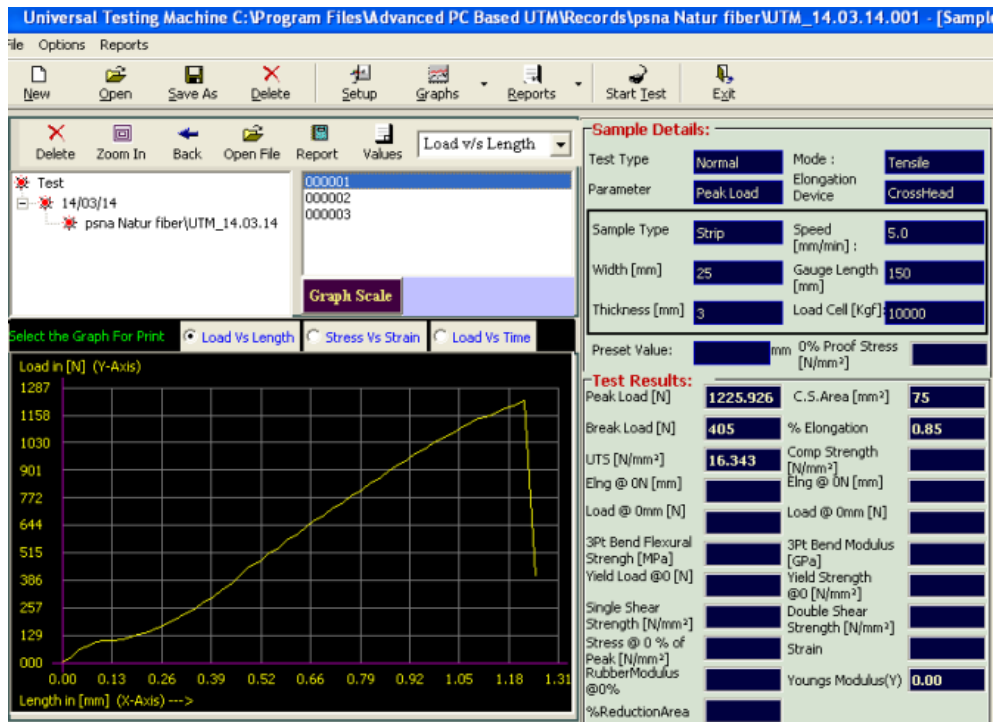 Universal Testing Machine C:\Program Files\Advanced PC Based UTM\Records\psna Natur fiber\UTM_14.03.14.001 - [Sample
File Options Reports
New Open Save As Delete Setup Graphs Reports Start Test Exit
Delete Zoom In Back Open File Report Values Load v/s Length
Test
14/03/14
psna Natur fiber\UTM_14.03.14
000001
000002
000003
Graph Scale
Select the Graph For Print Load Vs Length Stress Vs Strain Load Vs Time
Load in [N] (Y-Axis)
1287
1158
1030
901
772
644
515
386
257
129
000
0.00 0.13 0.26 0.39 0.52 0.66 0.79 0.92 1.05 1.18 1.31
Length in [mm] (X-Axis) --->
Sample Details:
Test Type Normal Mode : Tensile
Parameter Peak Load Elongation Device CrossHead
Sample Type Strip Speed [mm/min] : 5.0
Width [mm] 25 Gauge Length [mm] 150
Thickness [mm] 3 Load Cell [Kgf]: 10000
Preset Value: mm 0% Proof Stress [N/mm²]
Test Results:
Peak Load [N] 1225.926 C.S.Area [mm²] 75
Break Load [N] 405 % Elongation 0.85
UTS [N/mm²] 16.343 Comp Strength [N/mm²]
Elng @ 0N [mm] Elng @ 0N [mm]
Load @ 0mm [N] Load @ 0mm [N]
3Pt Bend Flexural Strengh [MPa] 3Pt Bend Modulus [GPa]
Yield Load @0 [N] Yield Strength @0 [N/mm²]
Single Shear Strength [N/mm²] Double Shear Strength [N/mm²]
Stress @ 0 % of Peak [N/mm²] Strain
RubberModulus @0% Youngs Modulus(Y) 0.00
%ReductionArea